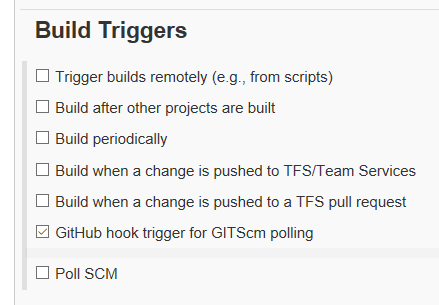 Build Triggers
Trigger builds remotely (e.g., from scripts)
Build after other projects are built
Build periodically
Build when a change is pushed to TFS/Team Services
Build when a change is pushed to a TFS pull request
GitHub hook trigger for GITScm polling
Poll SCM